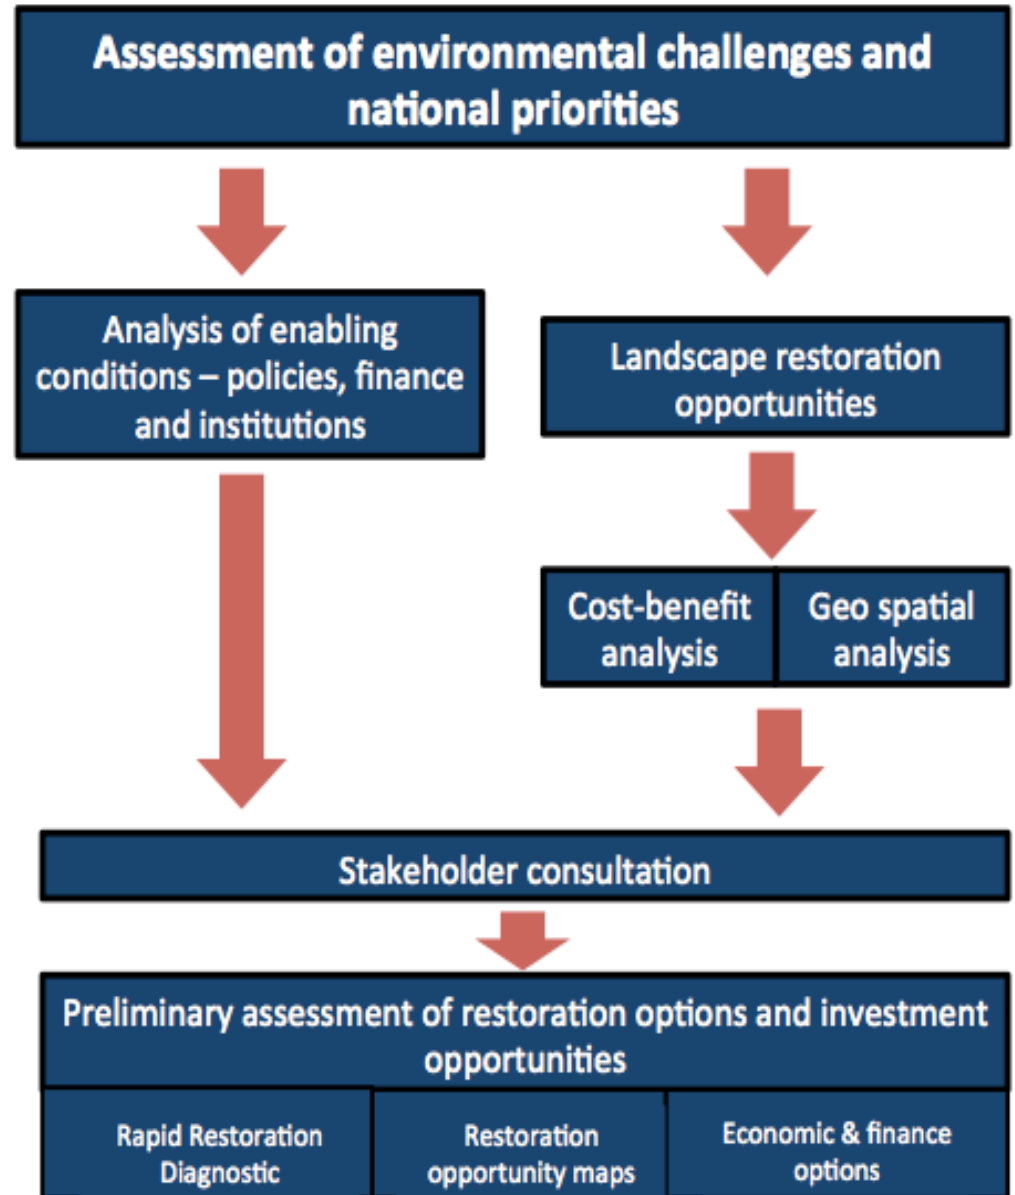 Assessment of environmental challenges and
national priorities
Analysis of enabling
conditions – policies, finance
and institutions
Landscape restoration
opportunities
Cost-benefit
analysis
Geo spatial
analysis
Stakeholder consultation
Preliminary assessment of restoration options and investment
opportunities
Rapid Restoration
Diagnostic
Restoration
opportunity maps
Economic & finance
options